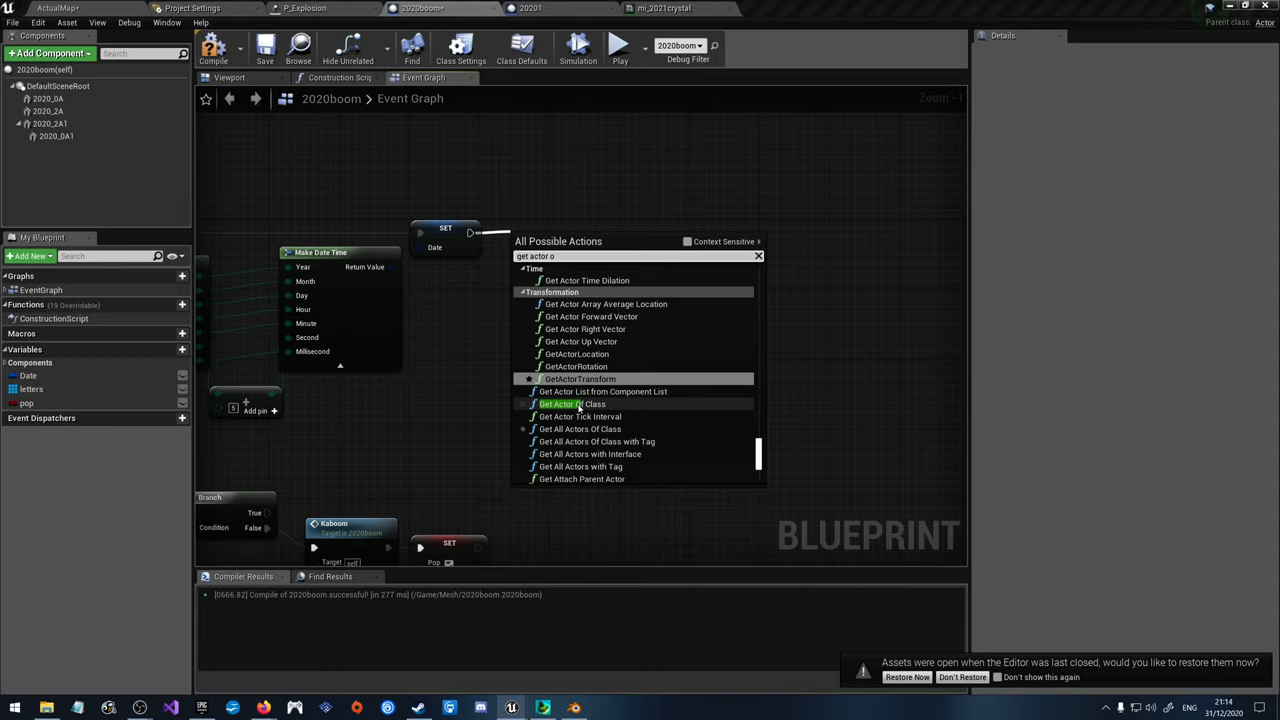 ActualMap•
Project Settings
P_Explosion
2020boom•
20201
mi_2021crystal
File Edit Asset View Debug Window Help
Parent class: Actor
Components
+Add Component
Search
2020boom(self)
DefaultSceneRoot
2020_0A
2020_2A
2020_2A1
2020_0A1
Compile
Save
Browse
Hide Unrelated
Find
Class Settings
Class Defaults
Simulation
Play
2020boom
Debug Filter
Details
Viewport
Construction Scrip
Event Graph
2020boom > Event Graph
Zoom -1
My Blueprint
+Add New
Search
Graphs
EventGraph
Functions (19 Overridable)
ConstructionScript
Macros
Variables
Components
Date
letters
pop
Event Dispatchers
SET
Date
Make Date Time
Year
Return Value
Month
Day
Hour
Minute
Second
Millisecond
5
Add pin +
Branch
True
Condition
False
Kaboom
Target is 2020boom
Target self
SET
Pop
All Possible Actions
Context Sensitive
get actor o
Time
Get Actor Time Dilation
Transformation
Get Actor Array Average Location
Get Actor Forward Vector
Get Actor Right Vector
Get Actor Up Vector
GetActorLocation
GetActorRotation
GetActorTransform
Get Actor List from Component List
Get Actor Of Class
Get Actor Tick Interval
Get All Actors Of Class
Get All Actors Of Class with Tag
Get All Actors with Interface
Get All Actors with Tag
Get Attach Parent Actor
BLUEPRINT
Compiler Results
Find Results
[0666.82] Compile of 2020boom successful! [in 277 ms] (/Game/Mesh/2020boom.2020boom)
Assets were open when the Editor was last closed, would you like to restore them now?
Restore Now
Don't Restore
Don't show this again
ENG
21:14
31/12/2020